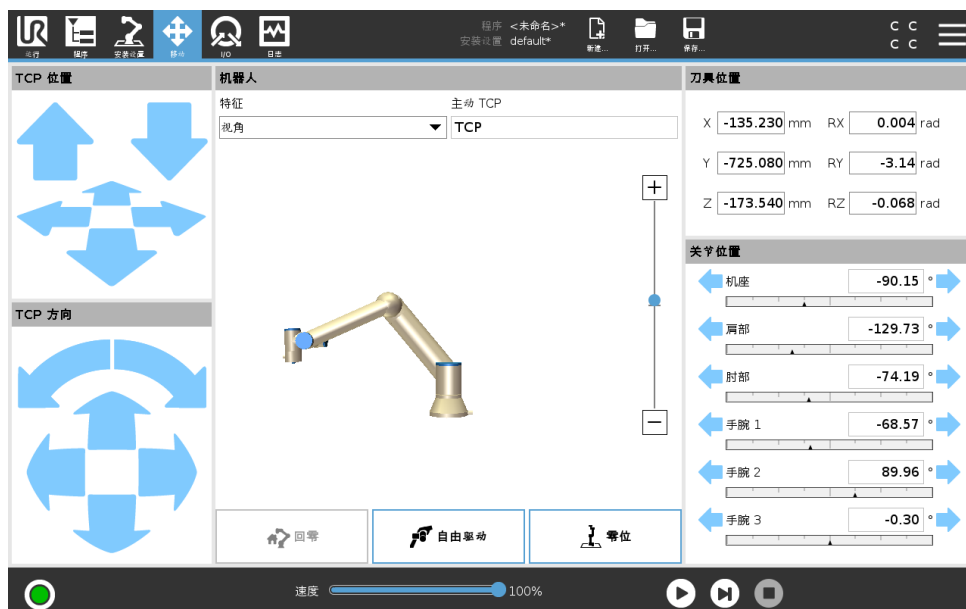 UR
程序 <未命名>*
安装设置 default*
C C
C C
运行 程序 安装设置 移动 I/O 日志 新建... 打开... 保存...
TCP 位置
机器人
刀具位置
特征
主动 TCP
视角
TCP
X -135.230 mm RX 0.004 rad
Y -725.080 mm RY -3.14 rad
Z -173.540 mm RZ -0.068 rad
关节位置
机座 -90.15 °
肩部 -129.73 °
肘部 -74.19 °
手腕 1 -68.57 °
手腕 2 89.96 °
手腕 3 -0.30 °
TCP 方向
回零
自由驱动
零位
速度 100%